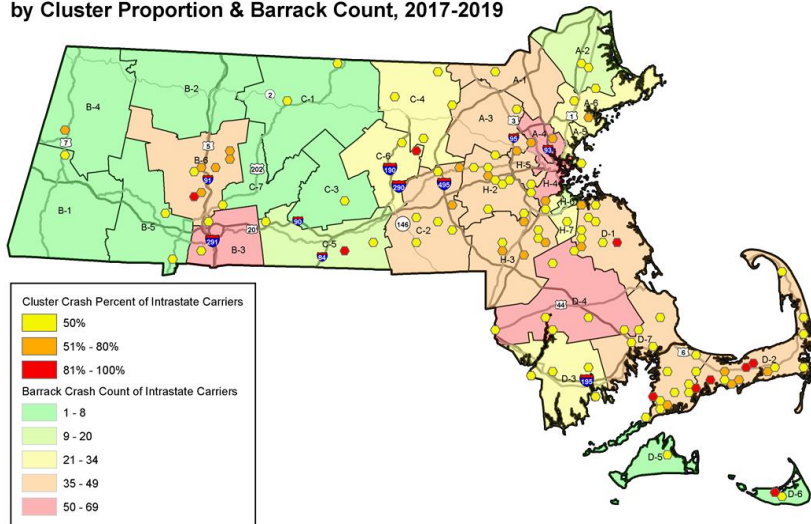 by Cluster Proportion & Barrack Count, 2017-2019
A-2
B-2
2
C-1
C-4
A-1
B-4
A-3
3
A-6
1
A-5
A-4
95
93
7
5
B-6
91
202
C-7
C-6
190
290
495
H-5
H-2
H-4
C-3
B-1
B-5
20
90
146
C-2
H-6
H-7
D-1
291
B-3
C-5
84
H-3
Cluster Crash Percent of Intrastate Carriers
50%
51% - 80%
81% - 100%
Barrack Crash Count of Intrastate Carriers
1 - 8
9 - 20
21 - 34
35 - 49
50 - 69
44
D-4
D-7
6
D-2
D-3
195
D-5
D-6